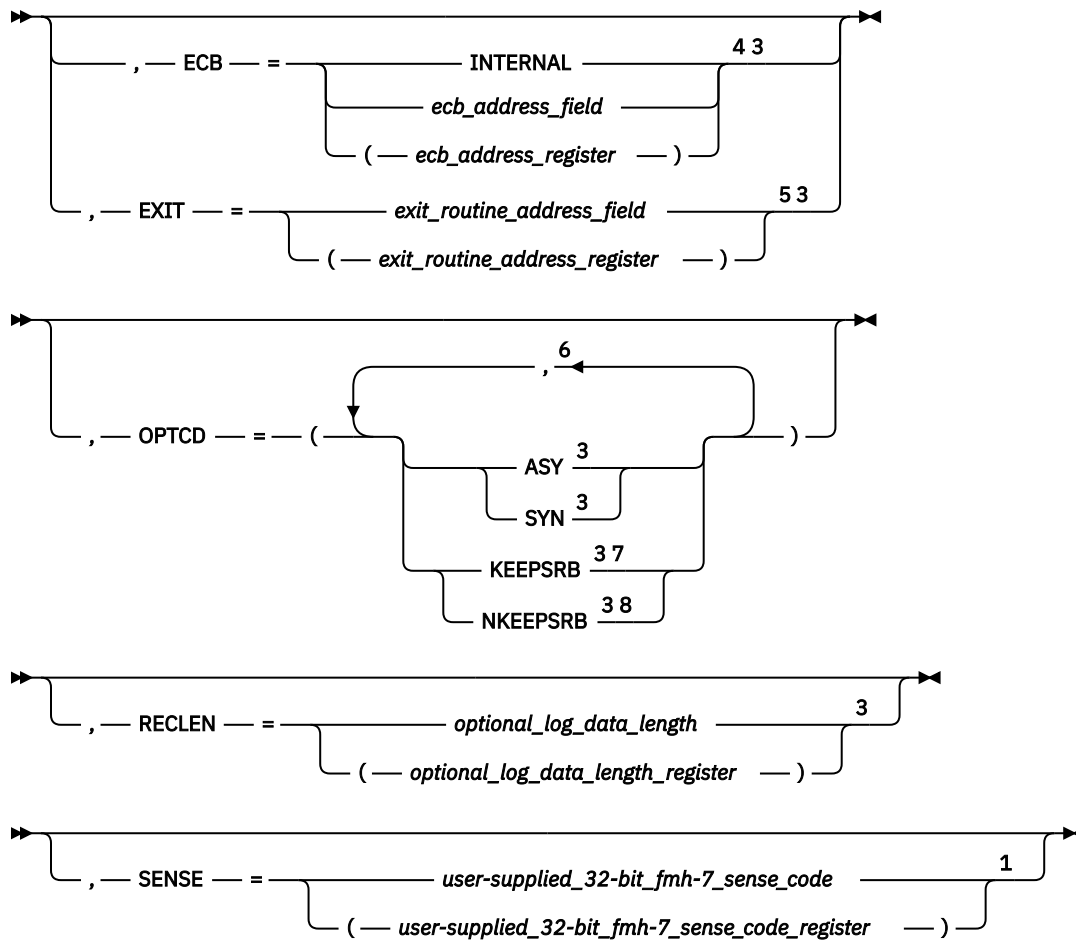 4 3
, ECB = INTERNAL
ecb_address_field
( ecb_address_register )
5 3
, EXIT = exit_routine_address_field
( exit_routine_address_register )
6
,
, OPTCD = ( )
ASY 3
SYN 3
KEEPSRB 3 7
NKEEPSRB 3 8
, RECLEN = optional_log_data_length 3
( optional_log_data_length_register )
1
, SENSE = user-supplied_32-bit_fmh-7_sense_code
( user-supplied_32-bit_fmh-7_sense_code_register )